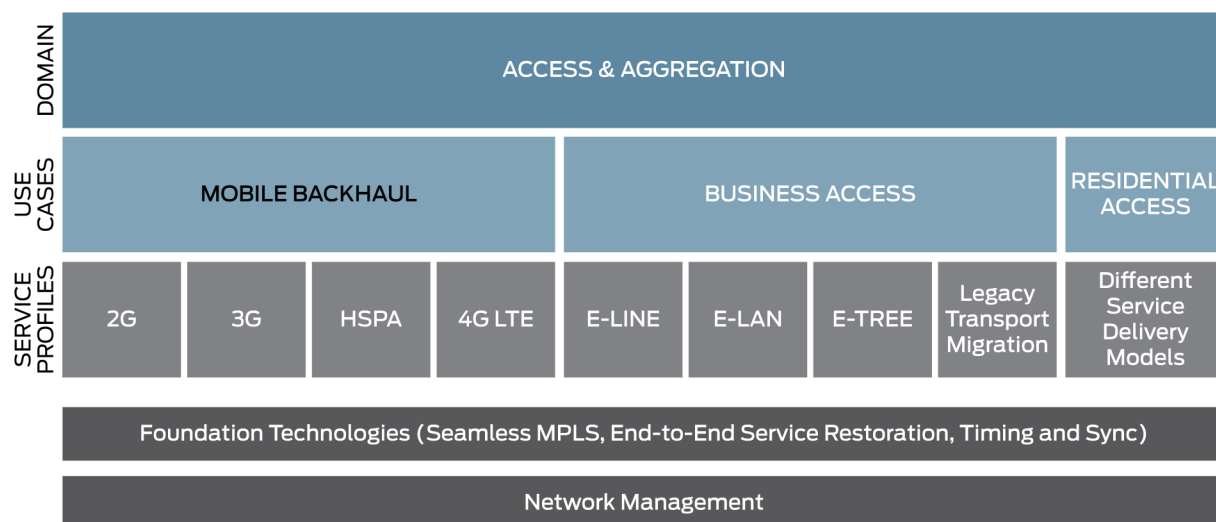 DOMAIN
ACCESS & AGGREGATION
USE
CASES
MOBILE BACKHAUL
BUSINESS ACCESS
RESIDENTIAL
ACCESS
SERVICE
PROFILES
2G
3G
HSPA
4G LTE
E-LINE
E-LAN
E-TREE
Legacy
Transport
Migration
Different
Service
Delivery
Models
Foundation Technologies (Seamless MPLS, End-to-End Service Restoration, Timing and Sync)
Network Management